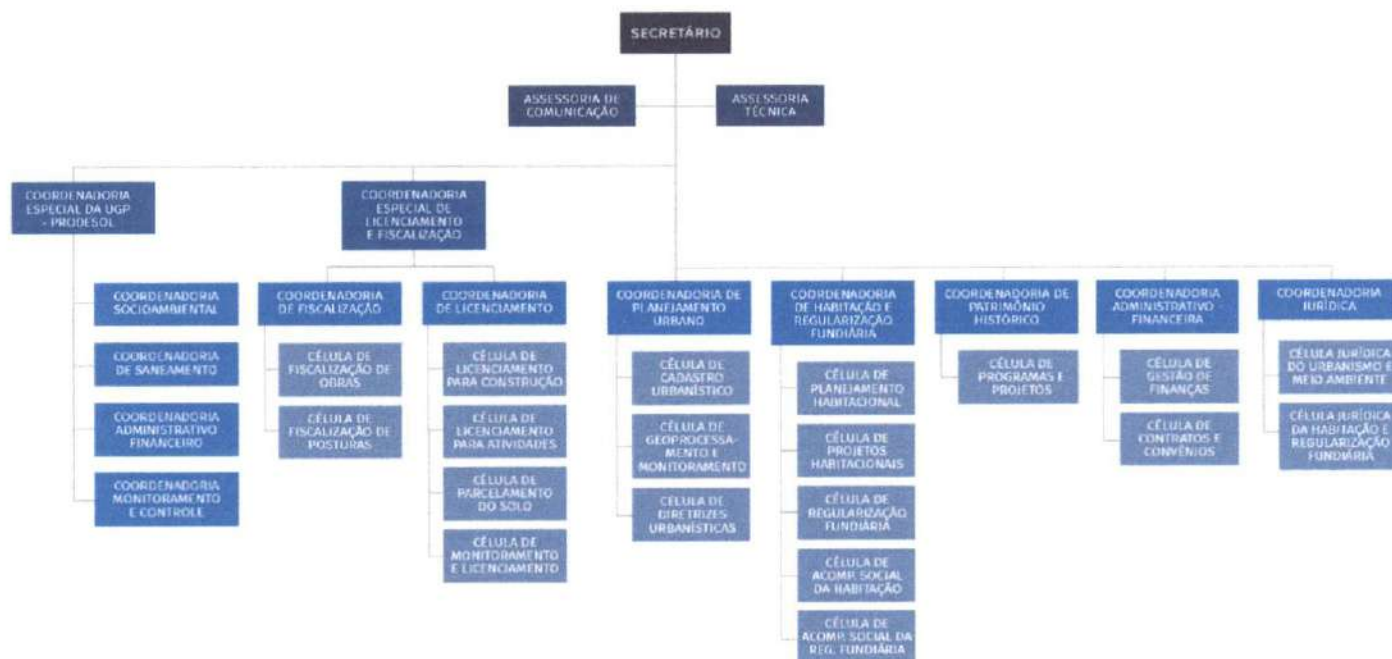 SECRETÁRIO
ASSESSORIA DE
COMUNICAÇÃO
ASSESSORIA
TÉCNICA
COORDENADORIA
ESPECIAL DA UGP
- PRODESOL
COORDENADORIA
ESPECIAL DE
LICENCIAMENTO
E FISCALIZAÇÃO
COORDENADORIA
SOCIOAMBIENTAL
COORDENADORIA
DE SANEAMENTO
COORDENADORIA
ADMINISTRATIVO
FINANCEIRO
COORDENADORIA
MONITORAMENTO
E CONTROLE
COORDENADORIA
DE FISCALIZAÇÃO
CÉLULA DE
FISCALIZAÇÃO DE
OBRAS
CÉLULA DE
FISCALIZAÇÃO DE
POSTURAS
COORDENADORIA
DE LICENCIAMENTO
CÉLULA DE
LICENCIAMENTO
PARA CONSTRUÇÃO
CÉLULA DE
LICENCIAMENTO
PARA ATIVIDADES
CÉLULA DE
PARCELAMENTO
DO SOLO
CÉLULA DE
MONITORAMENTO
E LICENCIAMENTO
COORDENADORIA DE
PLANEJAMENTO
URBANO
CÉLULA DE
CADASTRO
URBANÍSTICO
CÉLULA DE
GEOPROCESSA-
MENTO E
MONITORAMENTO
CÉLULA DE
DIRETRIZES
URBANÍSTICAS
COORDENADORIA
DE HABITAÇÃO E
REGULARIZAÇÃO
FUNDIÁRIA
CÉLULA DE
PLANEJAMENTO
HABITACIONAL
CÉLULA DE
PROJETOS
HABITACIONAIS
CÉLULA DE
REGULARIZAÇÃO
FUNDIÁRIA
CÉLULA DE
ACOMP. SOCIAL
DA HABITAÇÃO
CÉLULA DE
ACOMP. SOCIAL DA
REG. FUNDIÁRIA
COORDENADORIA DE
PATRIMÔNIO
HISTÓRICO
CÉLULA DE
PROGRAMAS E
PROJETOS
COORDENADORIA
ADMINISTRATIVO -
FINANCEIRA
CÉLULA DE
GESTÃO DE
FINANÇAS
CÉLULA DE
CONTRATOS E
CONVÊNIOS
COORDENADORIA
JURÍDICA
CÉLULA JURÍDICA
DO URBANISMO E
MEIO AMBIENTE
CÉLULA JURÍDICA
DA HABITAÇÃO E
REGULARIZAÇÃO
FUNDIÁRIA